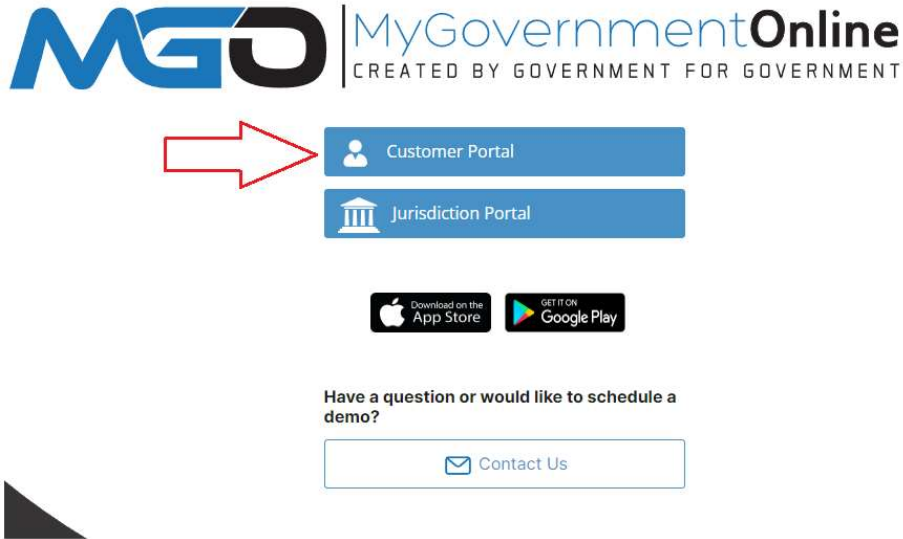 MGO
MyGovernmentOnline
CREATED BY GOVERNMENT FOR GOVERNMENT
Customer Portal
Jurisdiction Portal
Download on the
App Store
GET IT ON
Google Play
Have a question or would like to schedule a
demo?
Contact Us